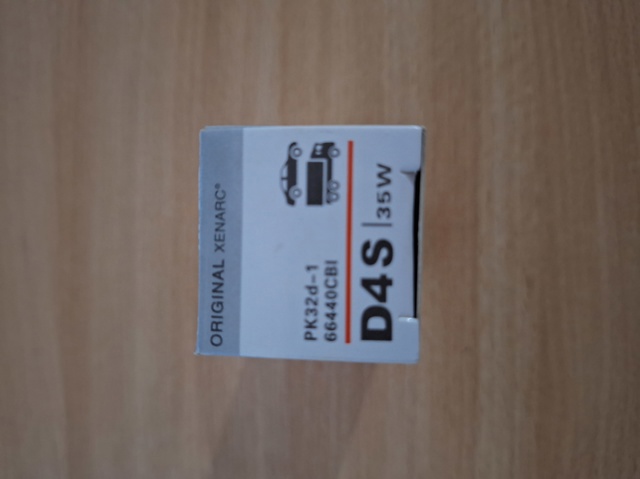 ORIGINAL XENARC®
PK32d-1
66440CBI
D4S | 35W